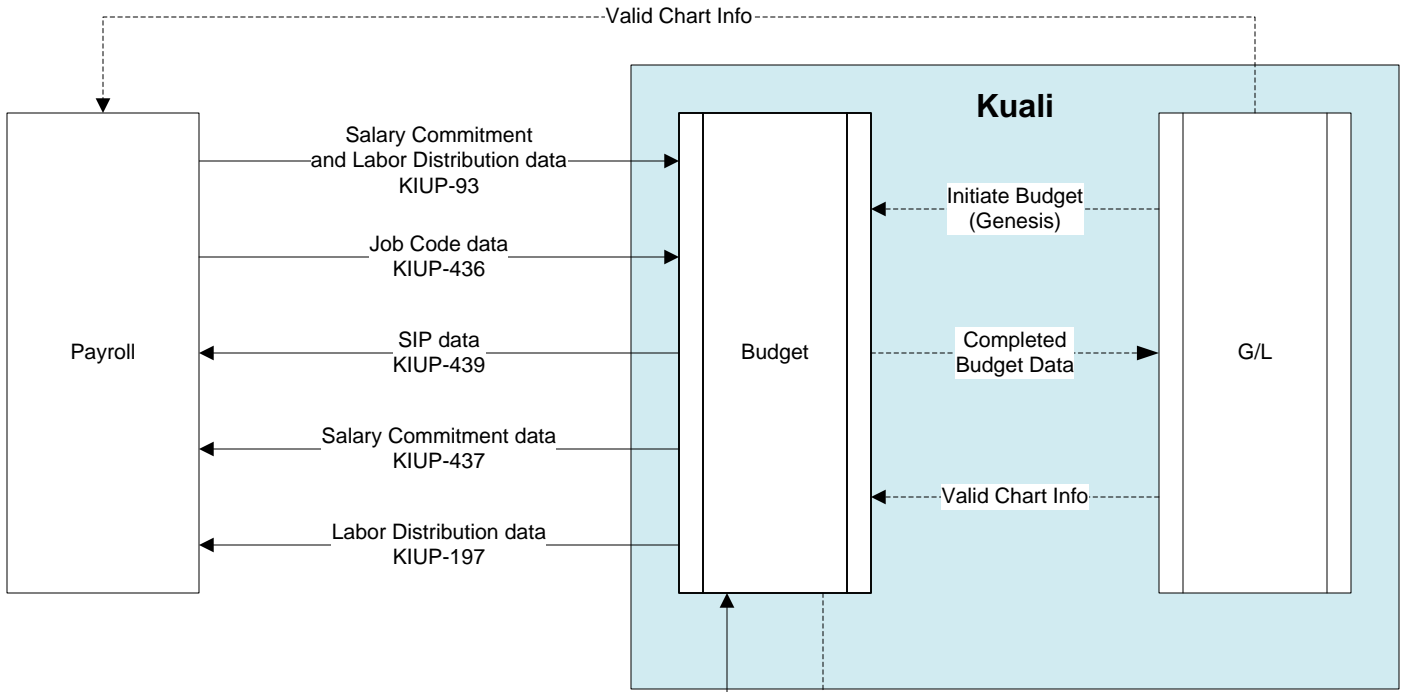 Valid Chart Info
Kuali
Payroll
Salary Commitment
and Labor Distribution data
KIUP-93
Job Code data
KIUP-436
SIP data
KIUP-439
Salary Commitment data
KIUP-437
Labor Distribution data
KIUP-197
Budget
Initiate Budget
(Genesis)
Completed
Budget Data
Valid Chart Info
G/L